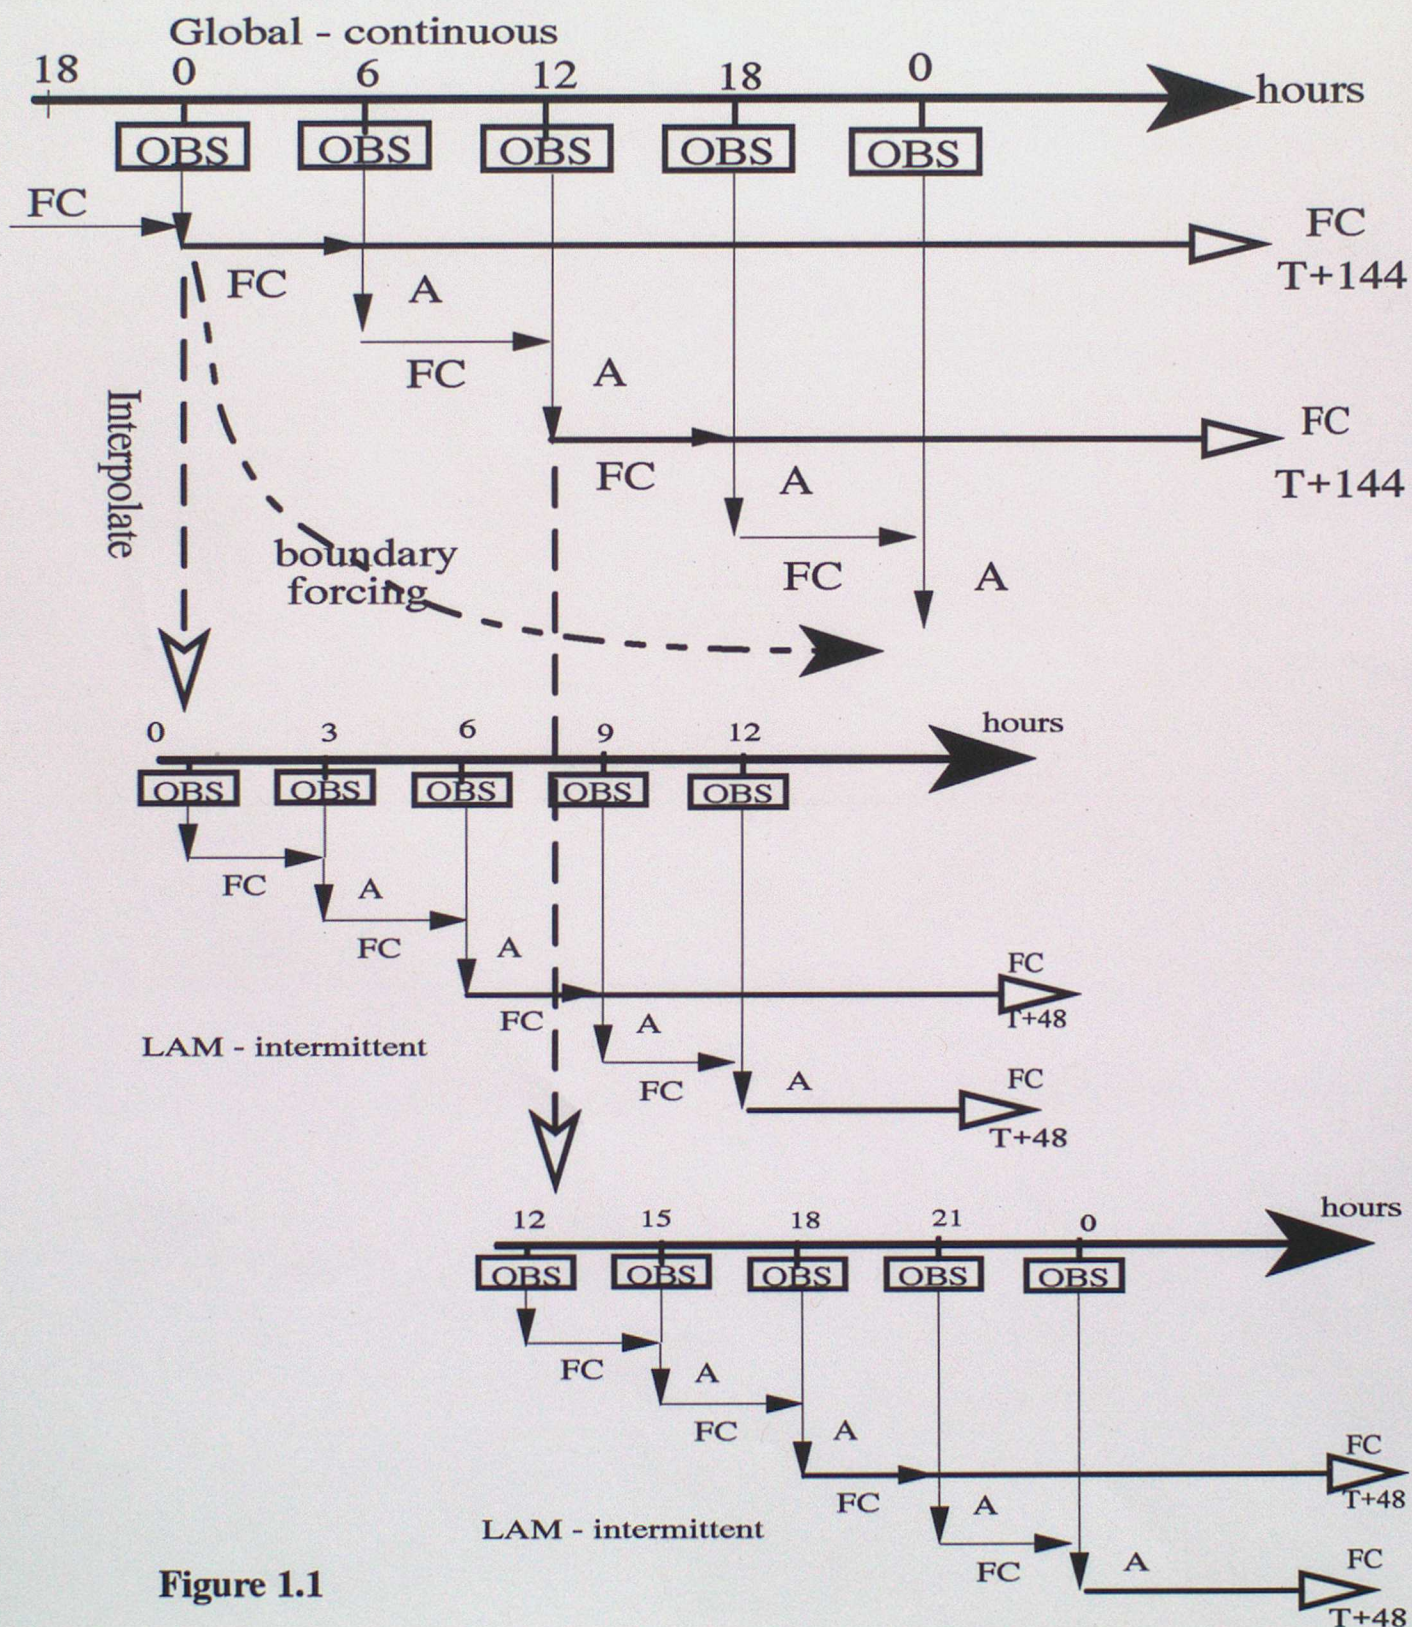 Global - continuous
18 0 6 12 18 0 hours
OBS OBS OBS OBS OBS
FC
FC
T+144
FC A
FC A
FC
T+144
FC A
FC A
Interpolate
boundary
forcing
0 3 6 9 12 hours
OBS OBS OBS OBS OBS
FC A
FC A
FC
T+48
FC A
LAM - intermittent
FC A
FC
T+48
12 15 18 21 0 hours
OBS OBS OBS OBS OBS
FC A
FC A
FC
T+48
FC A
LAM - intermittent
FC A
FC
T+48
Figure 1.1